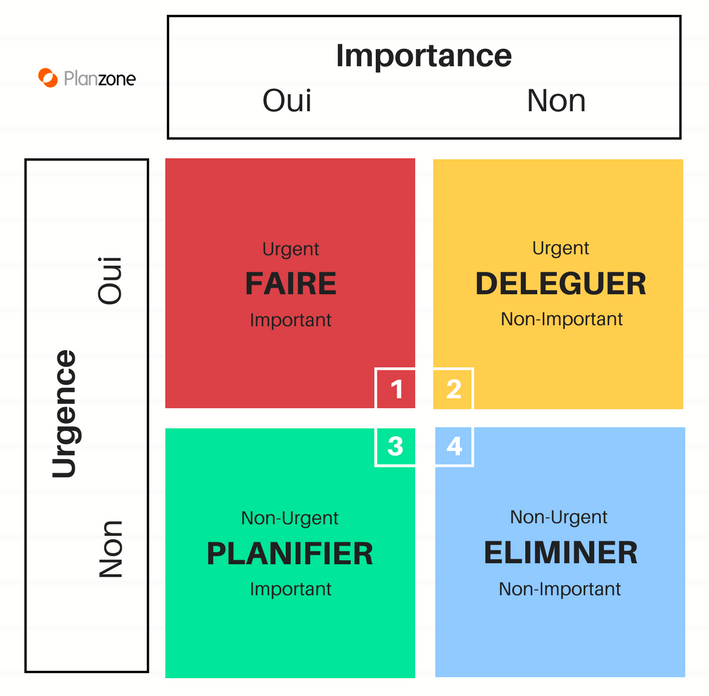 Planzone
Importance
Oui Non
Urgence
Oui
Non
Urgent
FAIRE
Important
1
Urgent
DELEGUER
Non-Important
2
3
Non-Urgent
PLANIFIER
Important
4
Non-Urgent
ELIMINER
Non-Important